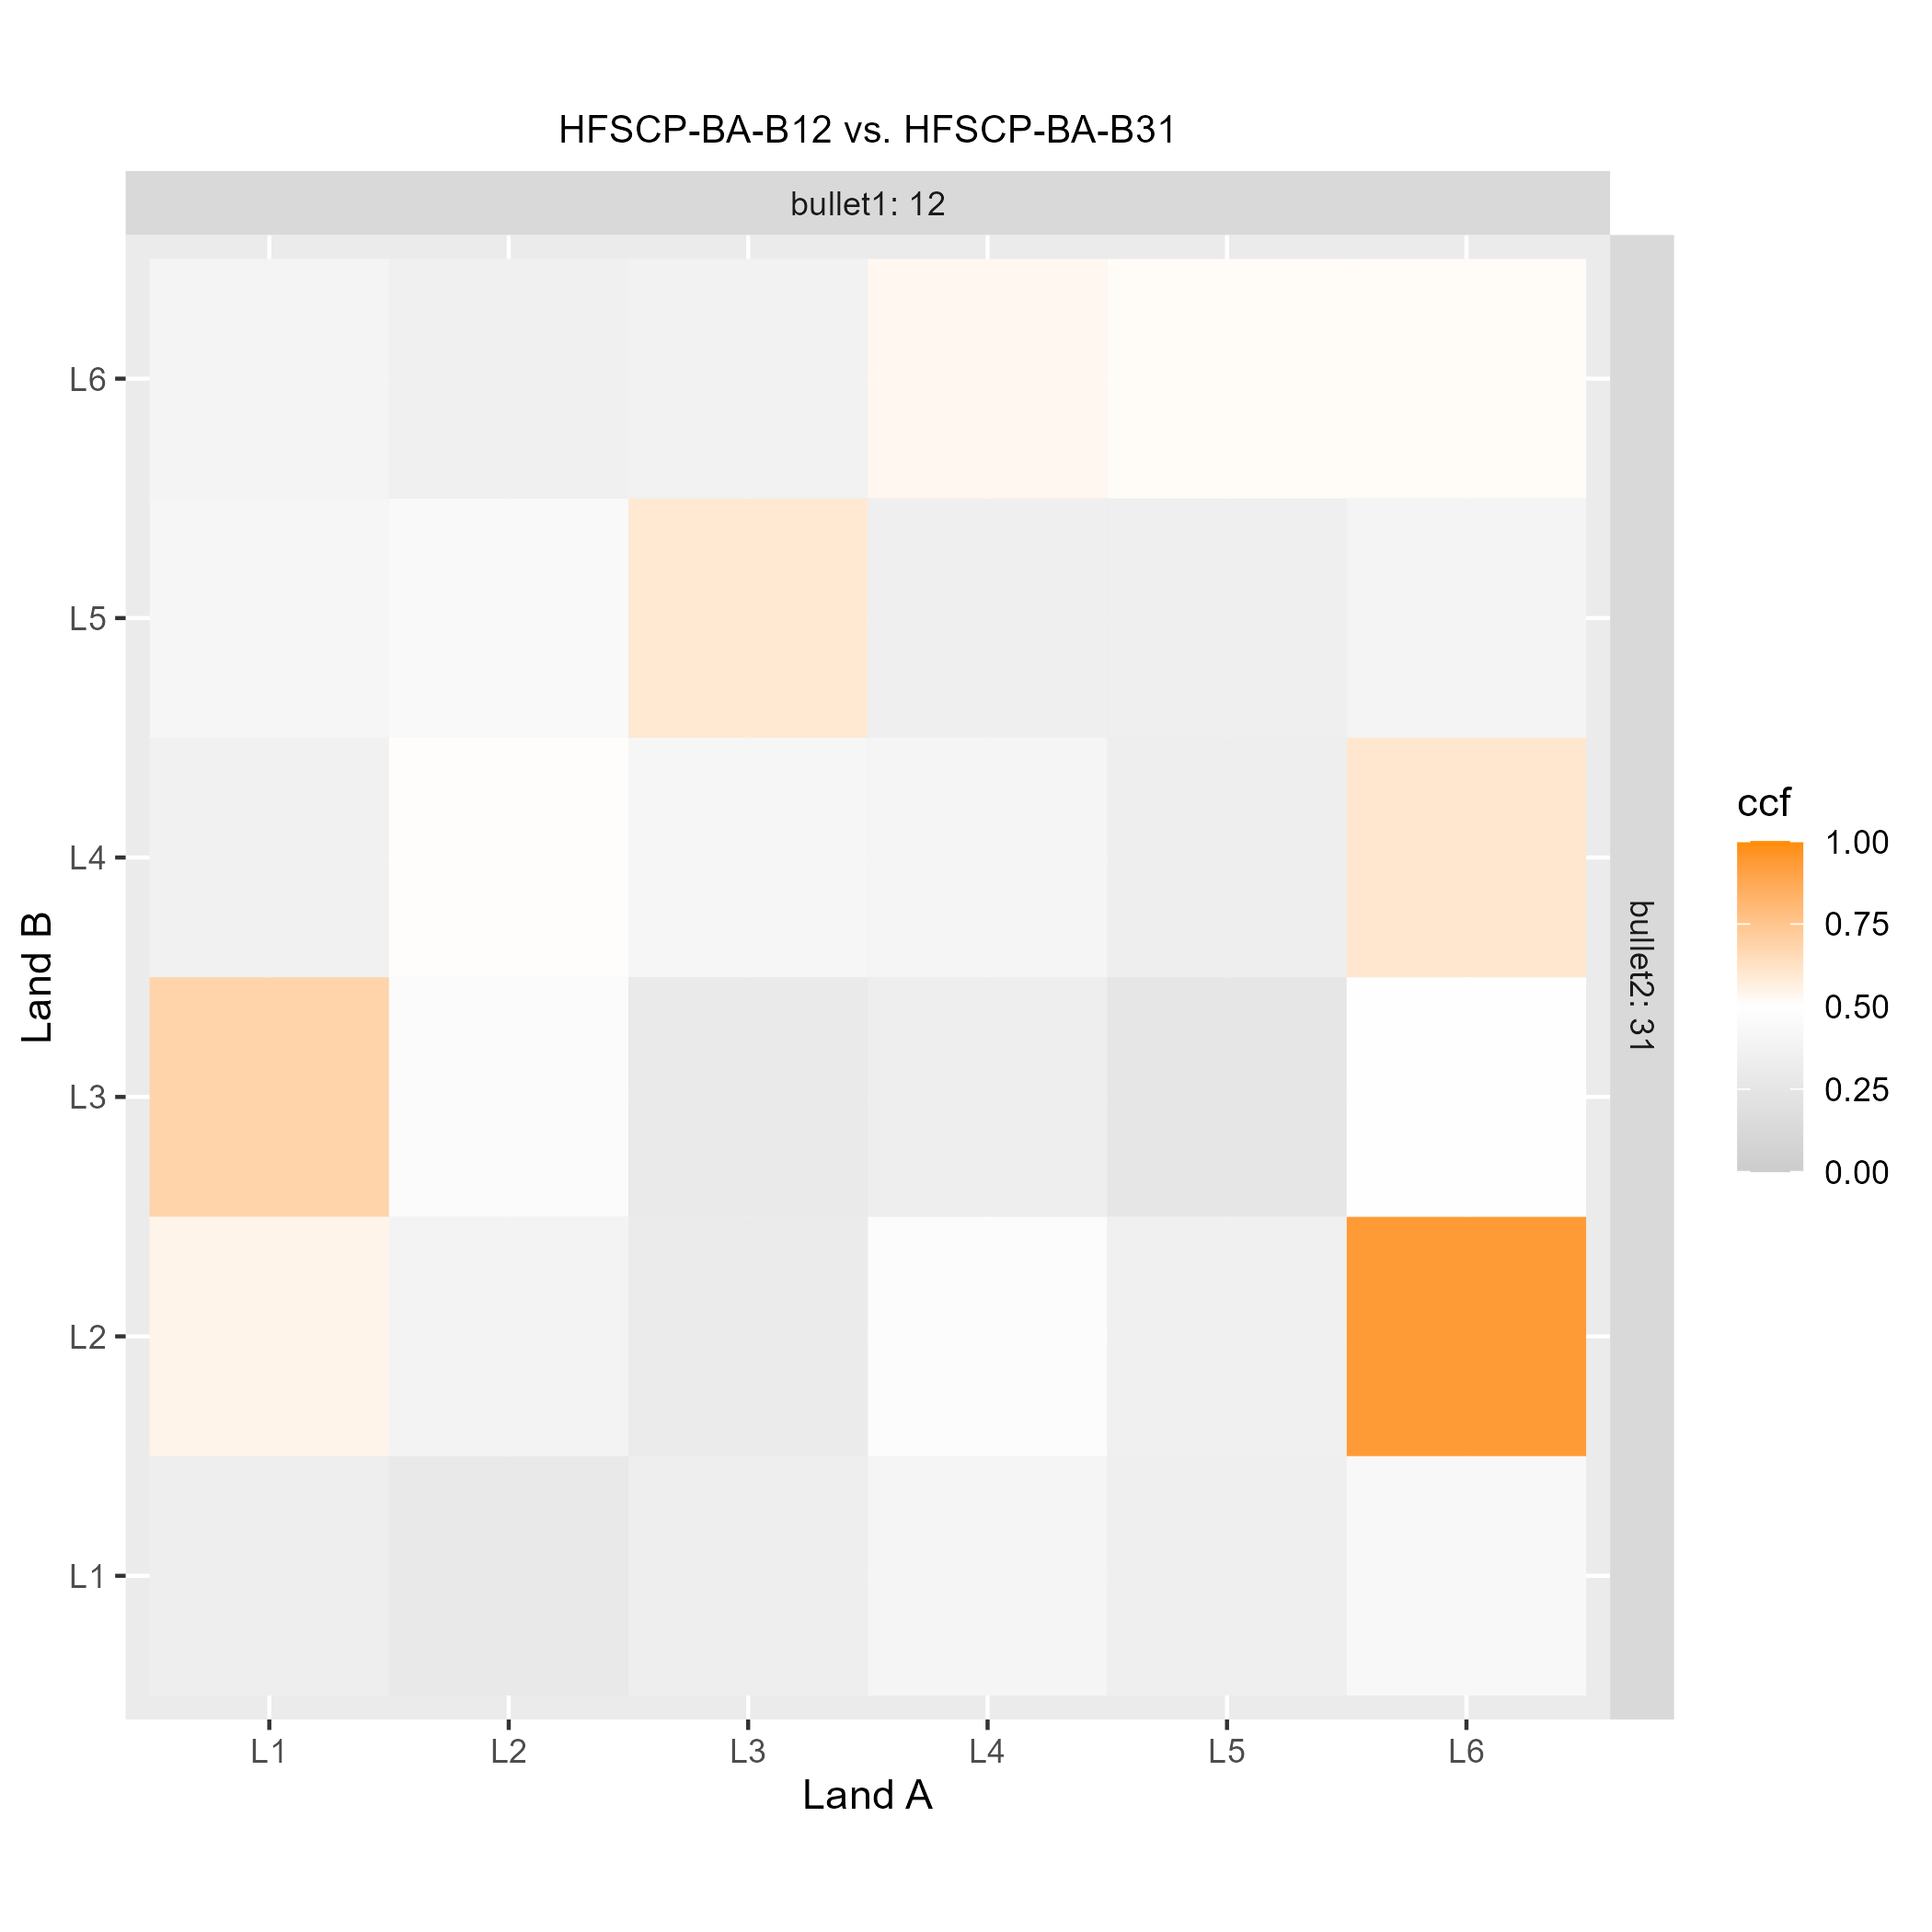 HFSCP-BA-B12 vs. HFSCP-BA-B31
bullet1: 12
L6
L5
L4
L3
L2
L1
Land B
L1 L2 L3 L4 L5 L6
Land A
bullet2: 31
ccf
1.00
0.75
0.50
0.25
0.00